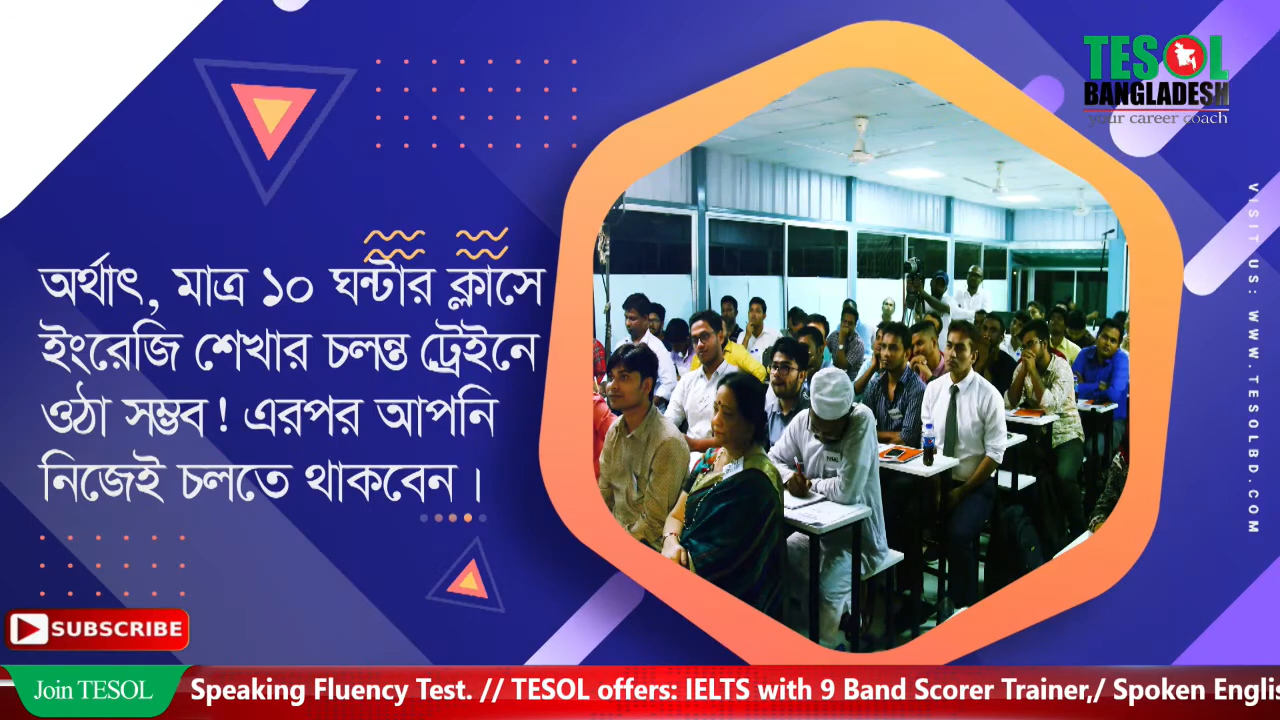 TESOL
BANGLADESH
your career coach
অর্থাৎ, মাত্র ১০ ঘন্টার ক্লাসে
ইংরেজি শেখার চলন্ত ট্রেইনে
ওঠা সম্ভব! এরপর আপনি
নিজেই চলতে থাকবেন।
VISIT US: WWW.TESOLBD.COM
SUBSCRIBE
Join TESOL
Speaking Fluency Test. // TESOL offers: IELTS with 9 Band Scorer Trainer,/ Spoken Englis